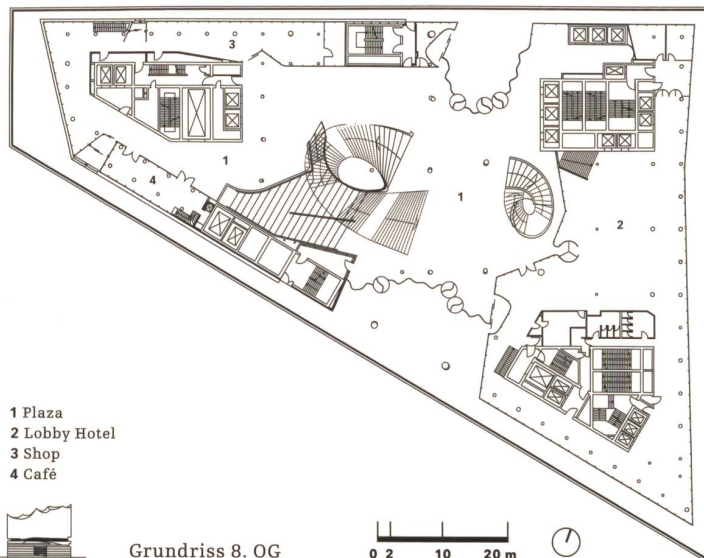 3
1
4
1
2
1 Plaza
2 Lobby Hotel
3 Shop
4 Café
Grundriss 8. OG
0 2 10 20 m